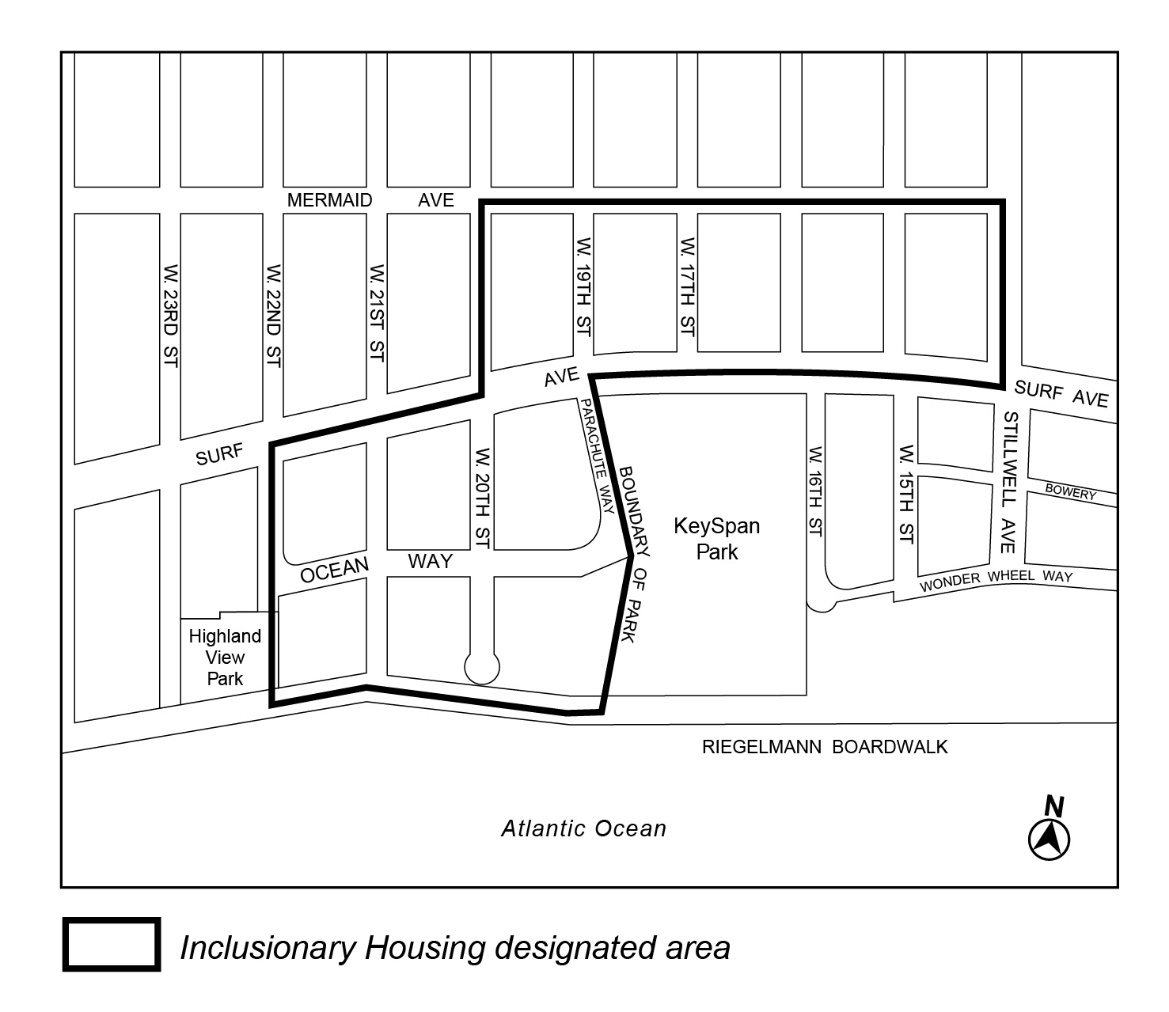 MERMAID AVE
W. 23RD ST
W. 22ND ST
W. 21ST ST
W. 19TH ST
W. 17TH ST
SURF AVE
SURF AVE
PARACHUTE WAY
BOUNDARY OF PARK
W. 20TH ST
W. 16TH ST
W. 15TH ST
STILLWELL AVE
BOWERY
KeySpan
Park
OCEAN WAY
WONDER WHEEL WAY
Highland
View
Park
RIEGELMANN BOARDWALK
Atlantic Ocean
N
Inclusionary Housing designated area